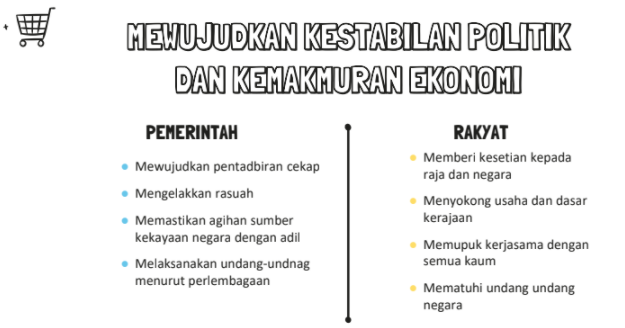 MEWUJUDKAN KESTABILAN POLITIK
DAN KEMAKMURAN EKONOMI
PEMERINTAH
Mewujudkan pentadbiran cekap
Mengelakkan rasuah
Memastikan agihan sumber
kekayaan negara dengan adil
Melaksanakan undang-undnag
menurut perlembagaan
RAKYAT
Memberi kesetian kepada
raja dan negara
Menyokong usaha dan dasar
kerajaan
Memupuk kerjasama dengan
semua kaum
Mematuhi undang undang
negara